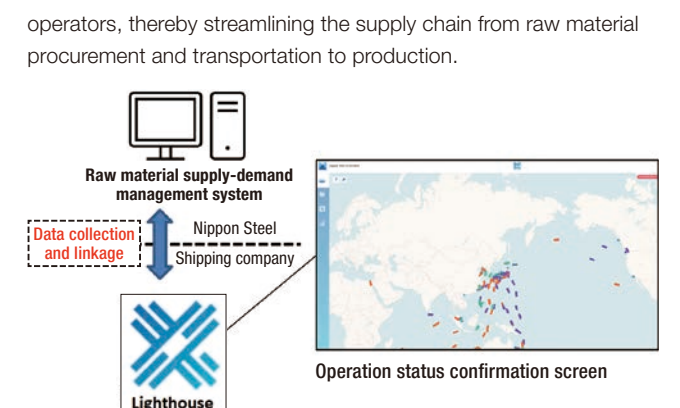 operators, thereby streamlining the supply chain from raw material
procurement and transportation to production.
Raw material supply-demand
management system
Data collection
and linkage
Nippon Steel
Shipping company
Lighthouse
Operation status confirmation screen